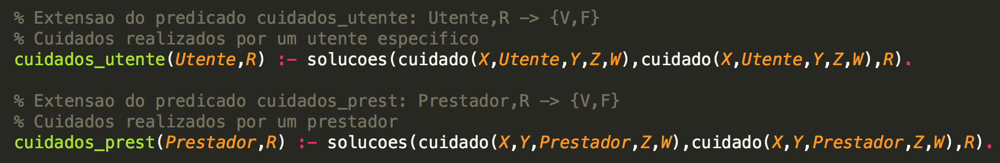 % Extensao do predicado cuidados_utente: Utente,R -> {V,F}
% Cuidados realizados por um utente especifico
cuidados_utente(Utente,R) :- solucoes(cuidado(X,Utente,Y,Z,W),cuidado(X,Utente,Y,Z,W),R).
% Extensao do predicado cuidados_prest: Prestador,R -> {V,F}
% Cuidados realizados por um prestador
cuidados_prest(Prestador,R) :- solucoes(cuidado(X,Y,Prestador,Z,W),cuidado(X,Y,Prestador,Z,W),R).